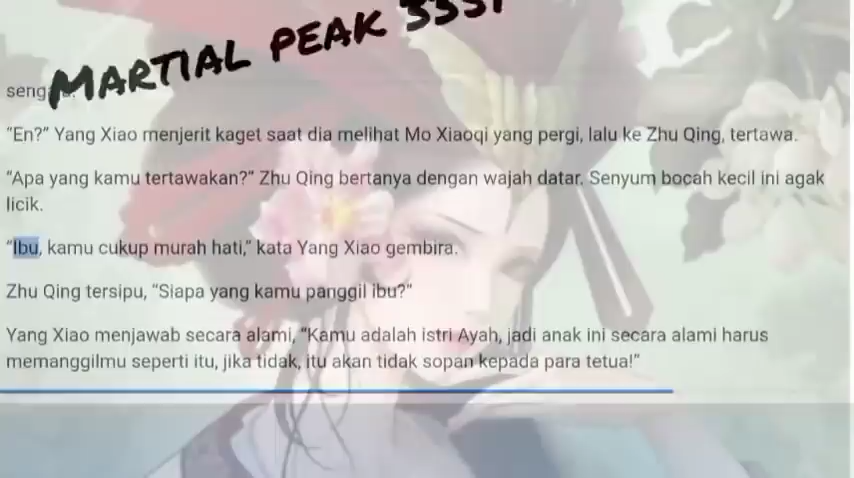 MARTIAL PEAK
"En?" Yang Xiao menjerit kaget saat dia melihat Mo Xiaoqi yang pergi, lalu ke Zhu Qing, tertawa.
"Apa yang kamu tertawakan?" Zhu Qing bertanya dengan wajah datar. Senyum bocah kecil ini agak
licik.
"Ibu, kamu cukup murah hati," kata Yang Xiao gembira.
Zhu Qing tersipu, "Siapa yang kamu panggil ibu?"
Yang Xiao menjawab secara alami, "Kamu adalah istri Ayah, jadi anak ini secara alami harus
memanggilmu seperti itu, jika tidak, itu akan tidak sopan kepada para tetua!"